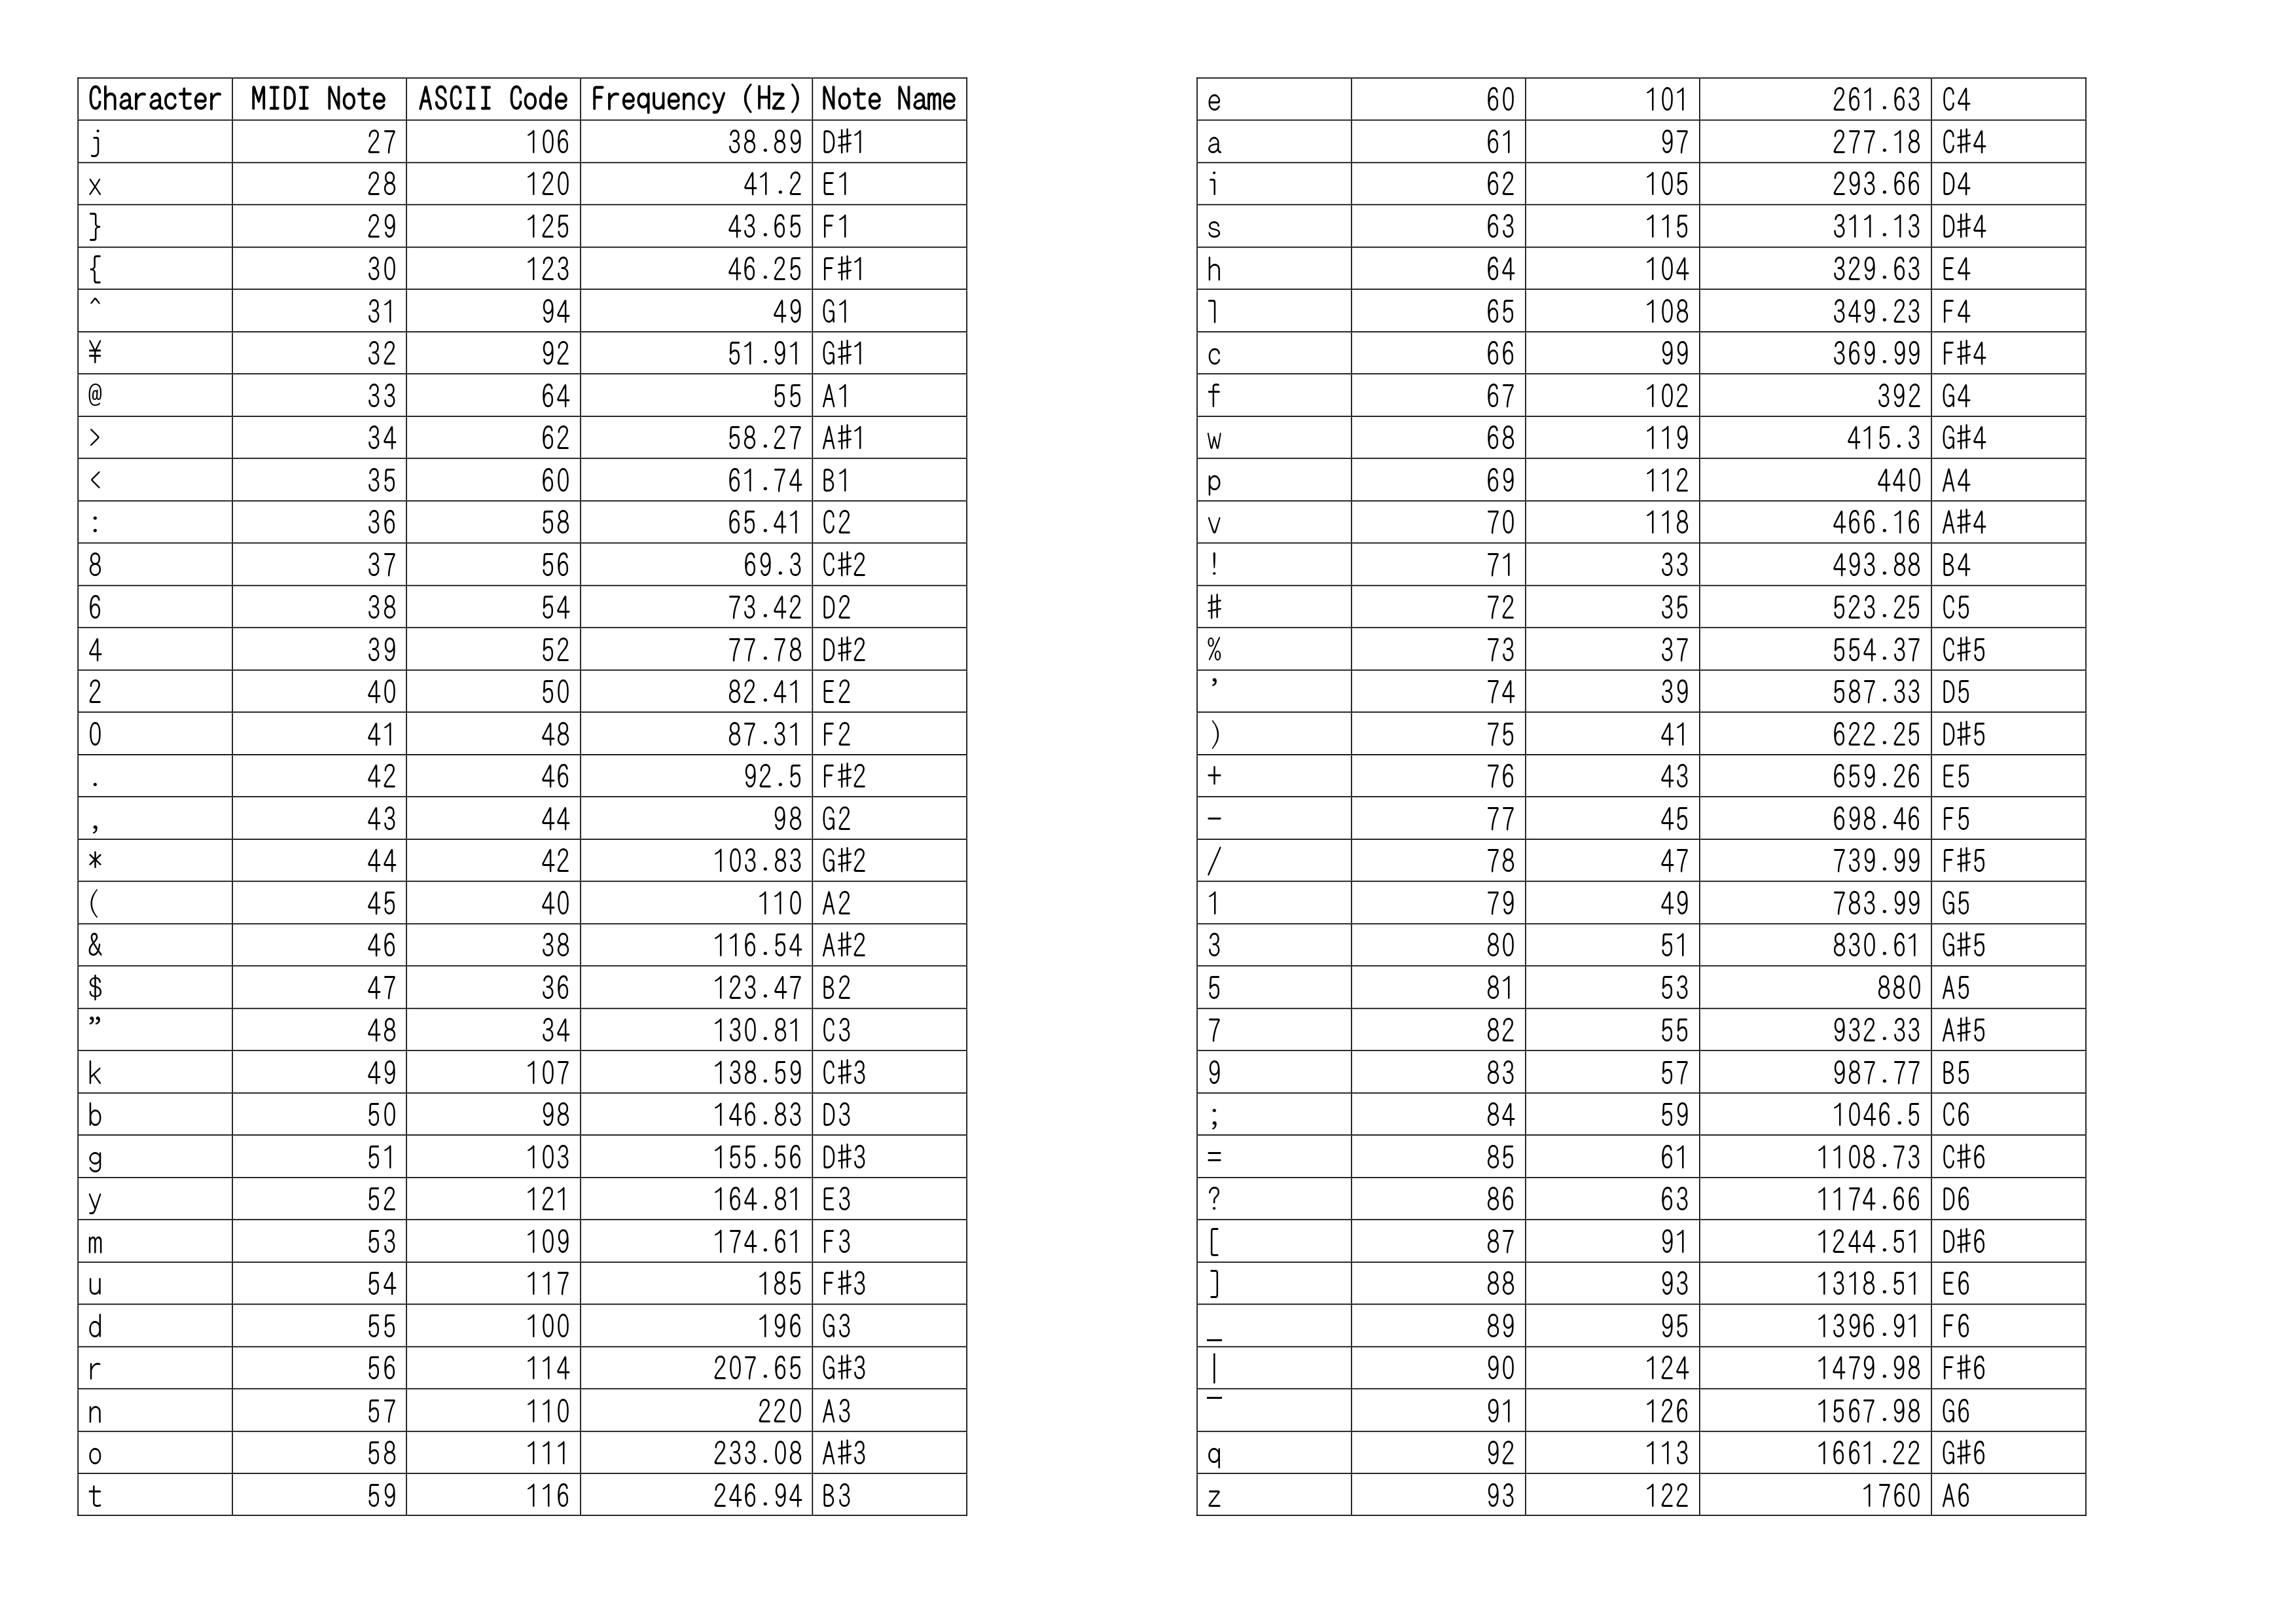 Character MIDI Note ASCII Code Frequency (Hz) Note Name
j 27 106 38.89 D#1
x 28 120 41.2 E1
} 29 125 43.65 F1
{ 30 123 46.25 F#1
^ 31 94 49 G1
¥ 32 92 51.91 G#1
@ 33 64 55 A1
> 34 62 58.27 A#1
< 35 60 61.74 B1
: 36 58 65.41 C2
8 37 56 69.3 C#2
6 38 54 73.42 D2
4 39 52 77.78 D#2
2 40 50 82.41 E2
0 41 48 87.31 F2
. 42 46 92.5 F#2
, 43 44 98 G2
* 44 42 103.83 G#2
( 45 40 110 A2
& 46 38 116.54 A#2
$ 47 36 123.47 B2
” 48 34 130.81 C3
k 49 107 138.59 C#3
b 50 98 146.83 D3
g 51 103 155.56 D#3
y 52 121 164.81 E3
m 53 109 174.61 F3
u 54 117 185 F#3
d 55 100 196 G3
r 56 114 207.65 G#3
n 57 110 220 A3
o 58 111 233.08 A#3
t 59 116 246.94 B3
e 60 101 261.63 C4
a 61 97 277.18 C#4
i 62 105 293.66 D4
s 63 115 311.13 D#4
h 64 104 329.63 E4
l 65 108 349.23 F4
c 66 99 369.99 F#4
f 67 102 392 G4
w 68 119 415.3 G#4
p 69 112 440 A4
v 70 118 466.16 A#4
! 71 33 493.88 B4
# 72 35 523.25 C5
% 73 37 554.37 C#5
’ 74 39 587.33 D5
) 75 41 622.25 D#5
+ 76 43 659.26 E5
- 77 45 698.46 F5
/ 78 47 739.99 F#5
1 79 49 783.99 G5
3 80 51 830.61 G#5
5 81 53 880 A5
7 82 55 932.33 A#5
9 83 57 987.77 B5
; 84 59 1046.5 C6
= 85 61 1108.73 C#6
? 86 63 1174.66 D6
[ 87 91 1244.51 D#6
] 88 93 1318.51 E6
_ 89 95 1396.91 F6
| 90 124 1479.98 F#6
‾ 91 126 1567.98 G6
q 92 113 1661.22 G#6
z 93 122 1760 A6